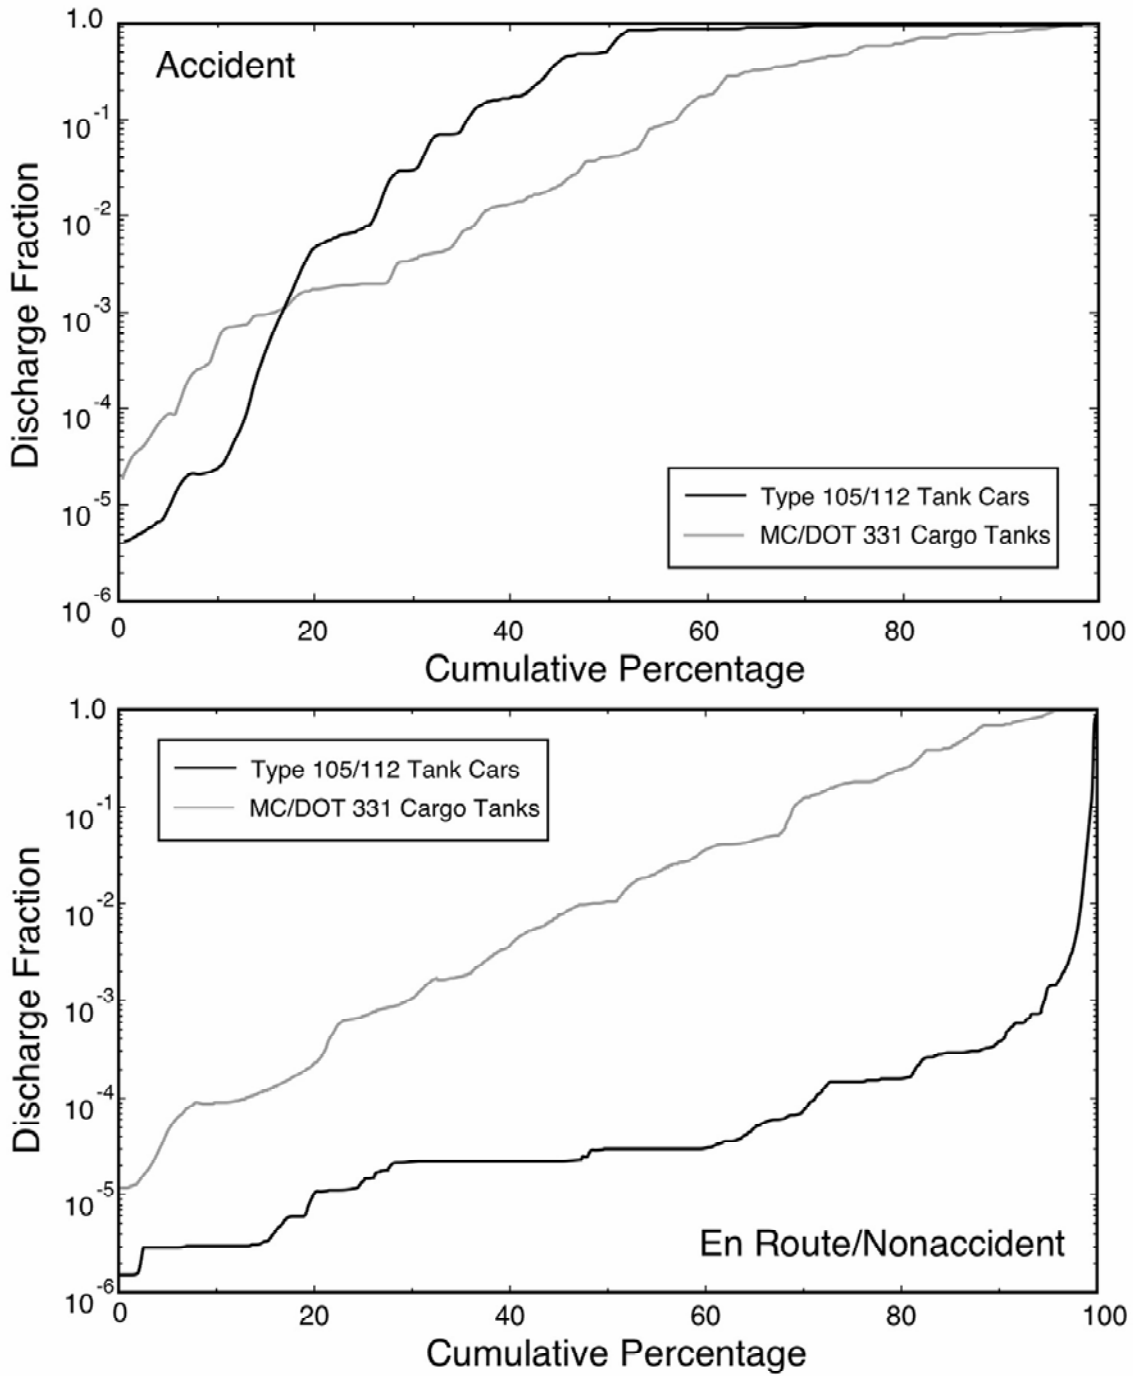 Accident
1.0
10-1
10-2
10-3
10-4
10-5
10-6
Discharge Fraction
Type 105/112 Tank Cars
MC/DOT 331 Cargo Tanks
0 20 40 60 80 100
Cumulative Percentage
1.0
10-1
10-2
10-3
10-4
10-5
10-6
Discharge Fraction
Type 105/112 Tank Cars
MC/DOT 331 Cargo Tanks
En Route/Nonaccident
0 20 40 60 80 100
Cumulative Percentage